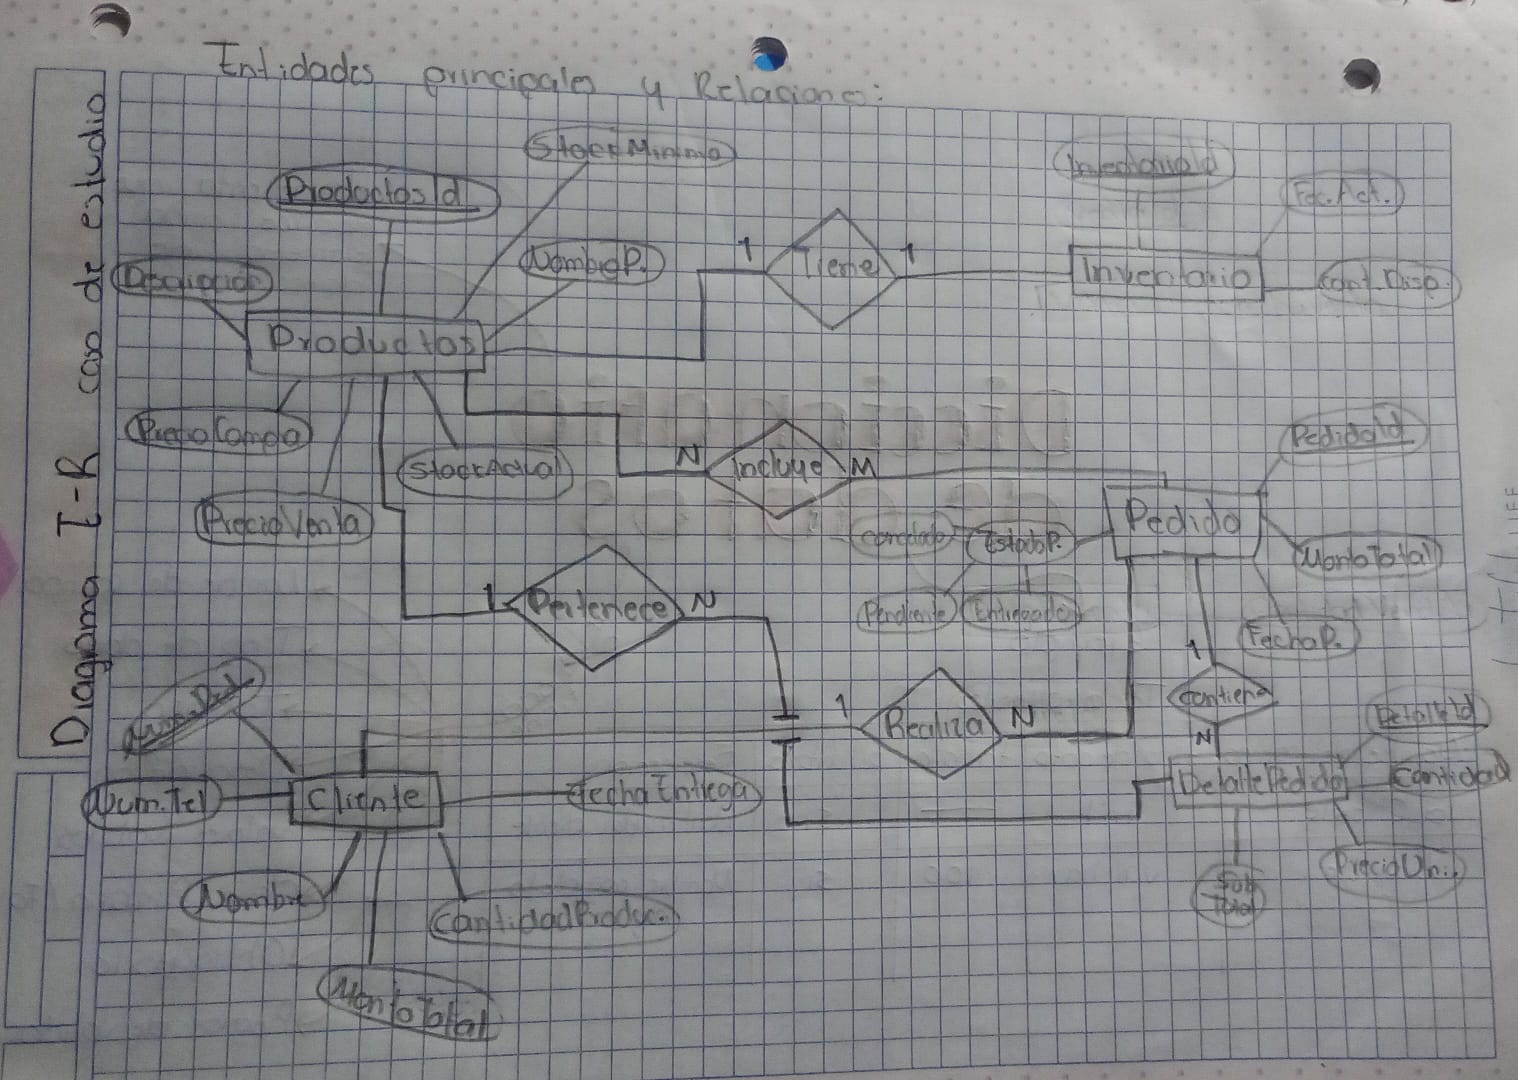 Entidades principales y Relaciones:
Diagrama E-R caso de estudio
StockMinimo
ProductosId
InventarioId
Fec.Act.
NombreP.
1
Tiene
1
Inventario
Cant.Disp.
Productos
PrecioCompra
StockActual
N
Incluye
M
PedidoId
PrecioVenta
Pedido
Cancelado
EstadoP.
MontoTotal
Pendiente
Entregado
1
Pertenece
N
FechaP.
1
Contiene
N
1
Realiza
N
DetalleId
Num.Tel
Cliente
FechaEntrega
DetallePedido
Cantidad
Nombre
CantidadProduc.
Sub
Total
PrecioUni.
MontoTotal